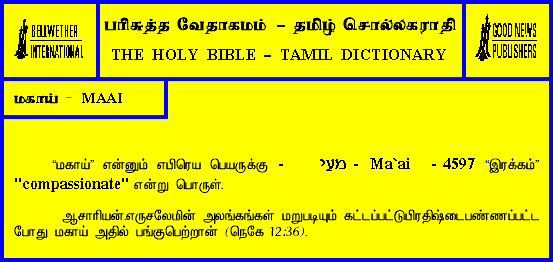 BELLWETHER
INTERNATIONAL
பரிசுத்த வேதாகமம் – தமிழ் சொல்லகராதி
THE HOLY BIBLE – TAMIL DICTIONARY
GOOD NEWS
PUBLISHERS
மகாய் - MAAI
“மகாய்” என்னும் எபிரெய பெயருக்கு - מעי - Ma`ai - 4597 “இரக்கம்”
"compassionate" என்று பொருள்.
ஆசாரியன்.எருசலேமின் அலங்கங்கள் மறுபடியும் கட்டப்பட்டுபிரதிஷ்டைபண்ணப்பட்ட
போது மகாய் அதில் பங்குபெற்றான் (நெகே 12:36).